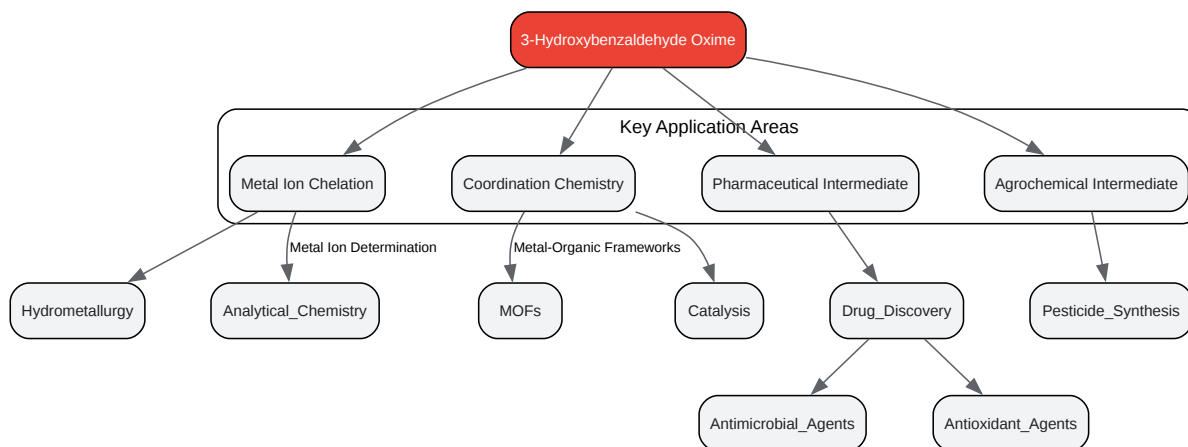 3-Hydroxybenzaldehyde Oxime
Key Application Areas
Metal Ion Chelation
Coordination Chemistry
Pharmaceutical Intermediate
Agrochemical Intermediate
Metal Ion Determination
Metal-Organic Frameworks
Hydrometallurgy
Analytical_Chemistry
MOFs
Catalysis
Drug_Discovery
Pesticide_Synthesis
Antimicrobial_Agents
Antioxidant_Agents